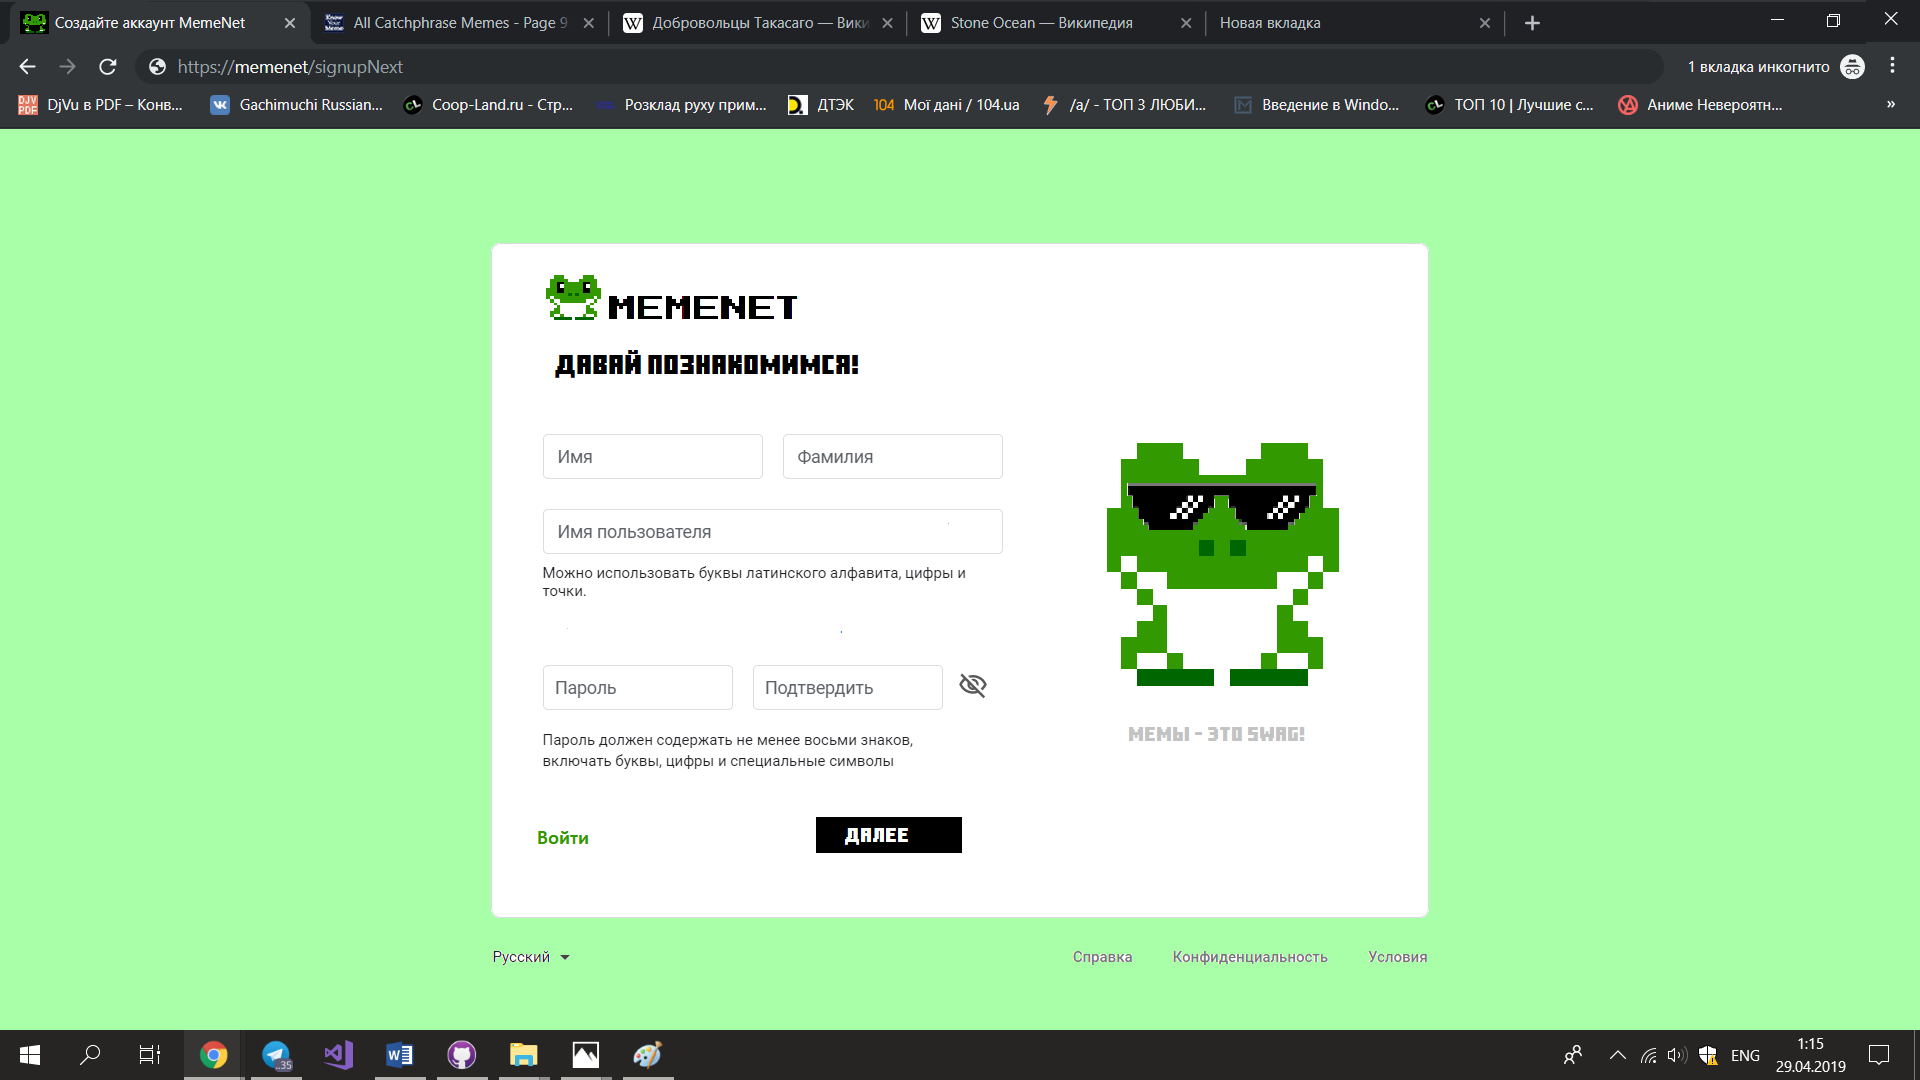 Создайте аккаунт MemeNet
All Catchphrase Memes - Page 9
Добровольцы Такасаго — Вики
Stone Ocean — Википедия
Новая вкладка
https://memenet/signupNext
1 вкладка инкогнито
DjVu в PDF – Конв...
Gachimuchi Russian...
Coop-Land.ru - Стр...
Розклад руху прим...
ДТЭК
104
Мої дані / 104.ua
/a/ - ТОП 3 ЛЮБИ...
Введение в Windo...
ТОП 10 | Лучшие с...
Аниме Невероятн...
»
MEMENET
ДАВАЙ ПОЗНАКОМИМСЯ!
Имя
Фамилия
Имя пользователя
Можно использовать буквы латинского алфавита, цифры и
точки.
Пароль
Подтвердить
Пароль должен содержать не менее восьми знаков,
включать буквы, цифры и специальные символы
МЕМЫ - ЭТО SWAG!
Войти
ДАЛЕЕ
Русский
Справка
Конфиденциальность
Условия
..35
ENG
1:15
29.04.2019